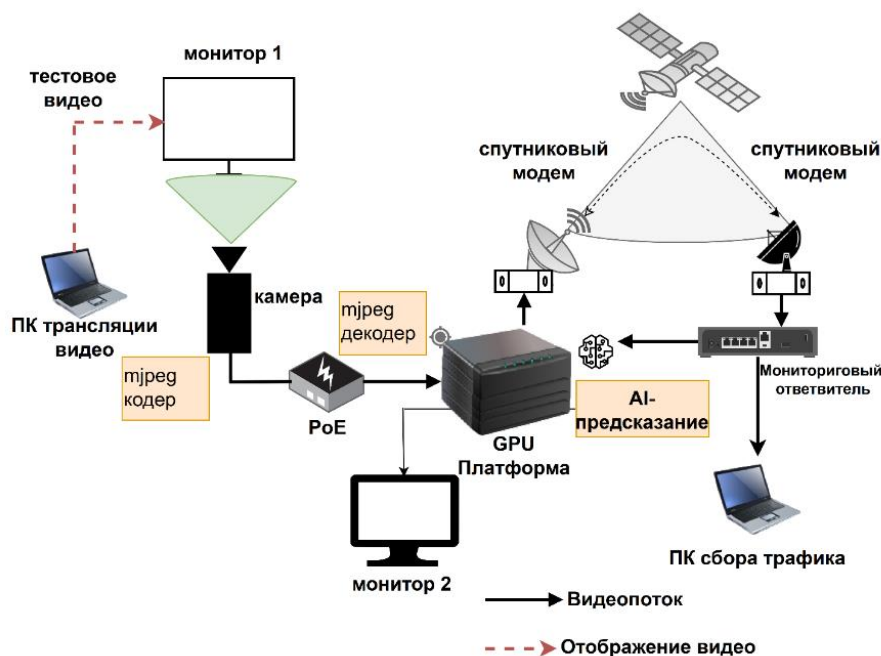 монитор 1
тестовое
видео
спутниковый
модем
спутниковый
модем
камера
ПК трансляции
видео
mjpeg
декодер
mjpeg
кодер
PoE
GPU
Платформа
AI-
предсказание
Мониториговый
ответвитель
монитор 2
ПК сбора трафика
Видеопоток
Отображение видео